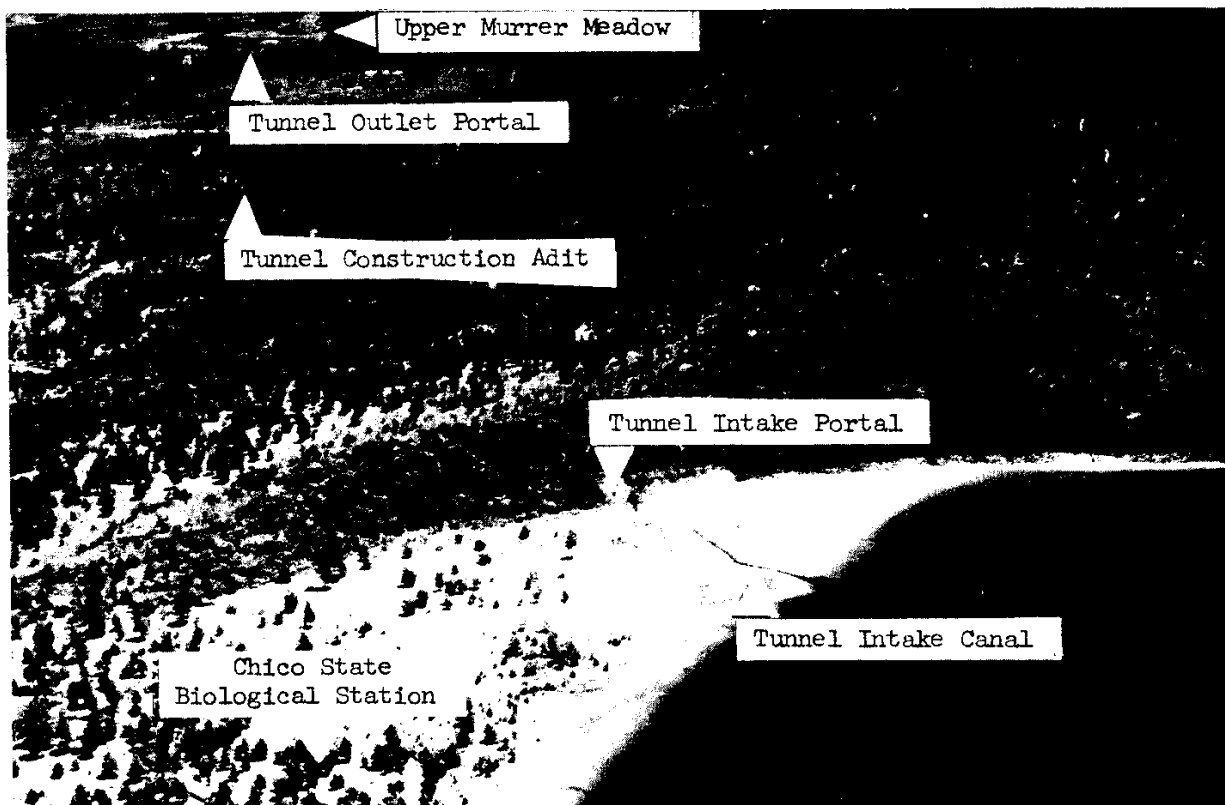 Upper Murrer Meadow
Tunnel Outlet Portal
Tunnel Construction Adit
Tunnel Intake Portal
Tunnel Intake Canal
Chico State
Biological Station